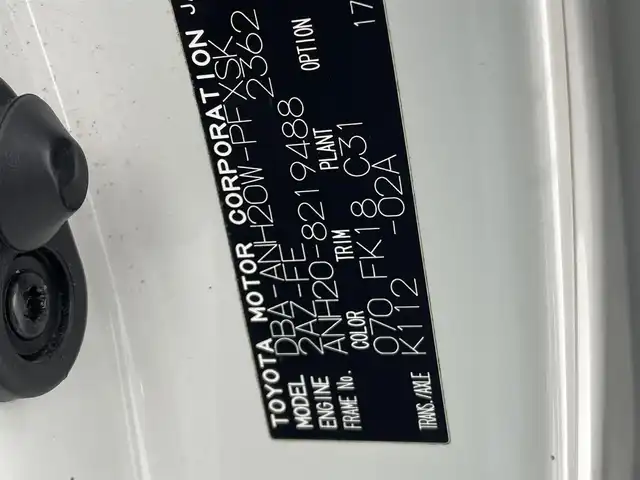 TOYOTA MOTOR CORPORATION J
MODEL DBA-ANH20W-PFXSK
ENGINE 2AZ-FE 2362
FRAME No. ANH20-8219488
COLOR TRIM PLANT OPTION
070 FK18 C31 17
TRANS./AXLE K112 -02A